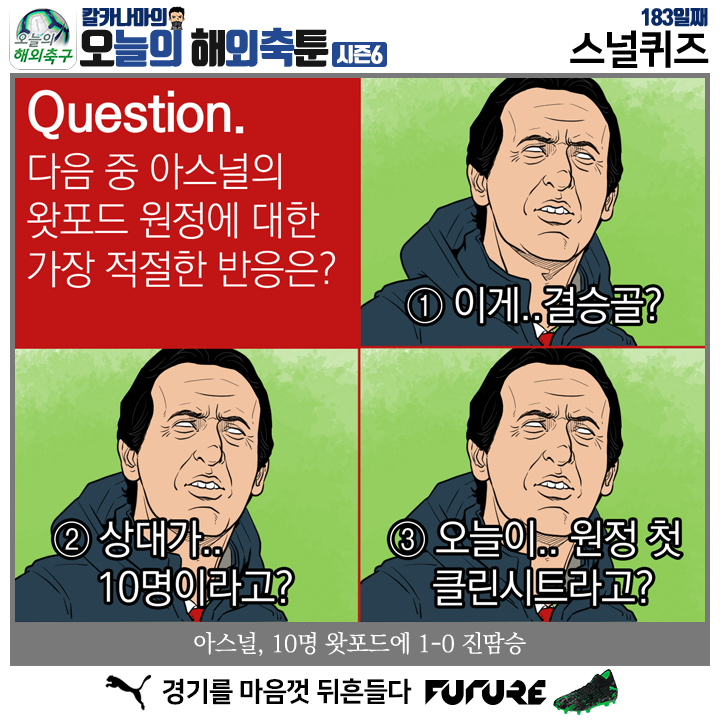 오늘의
해외축구
칼카나마의
오늘의 해외축툰
시즌6
183일째
스널퀴즈
Question.
다음 중 아스널의
왓포드 원정에 대한
가장 적절한 반응은?
① 이게..결승골?
② 상대가..
10명이라고?
③ 오늘이.. 원정 첫
클린시트라고?
아스널, 10명 왓포드에 1-0 진땀승
경기를 마음껏 뒤흔들다 FUTURE